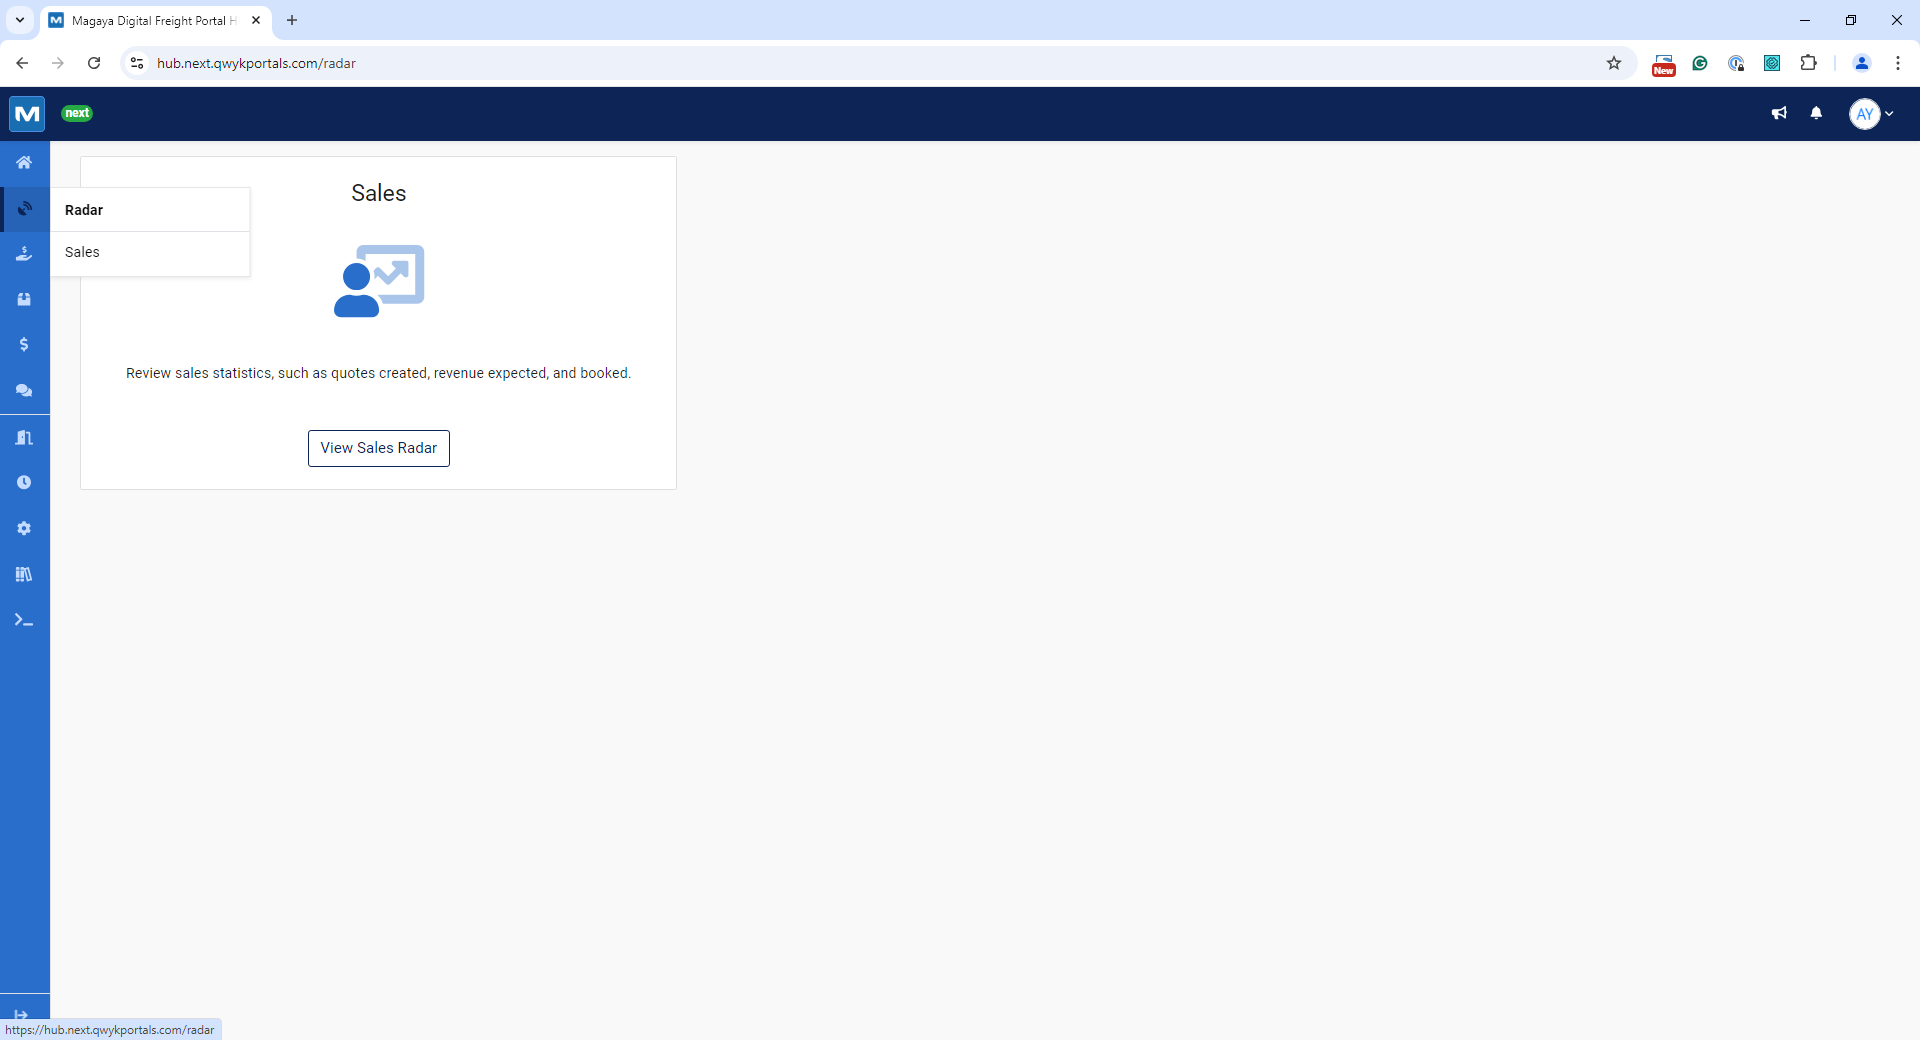 Magaya Digital Freight Portal H
hub.next.qwykportals.com/radar
New
next
AY
Radar
Sales
Sales
Review sales statistics, such as quotes created, revenue expected, and booked.
View Sales Radar
https://hub.next.qwykportals.com/radar